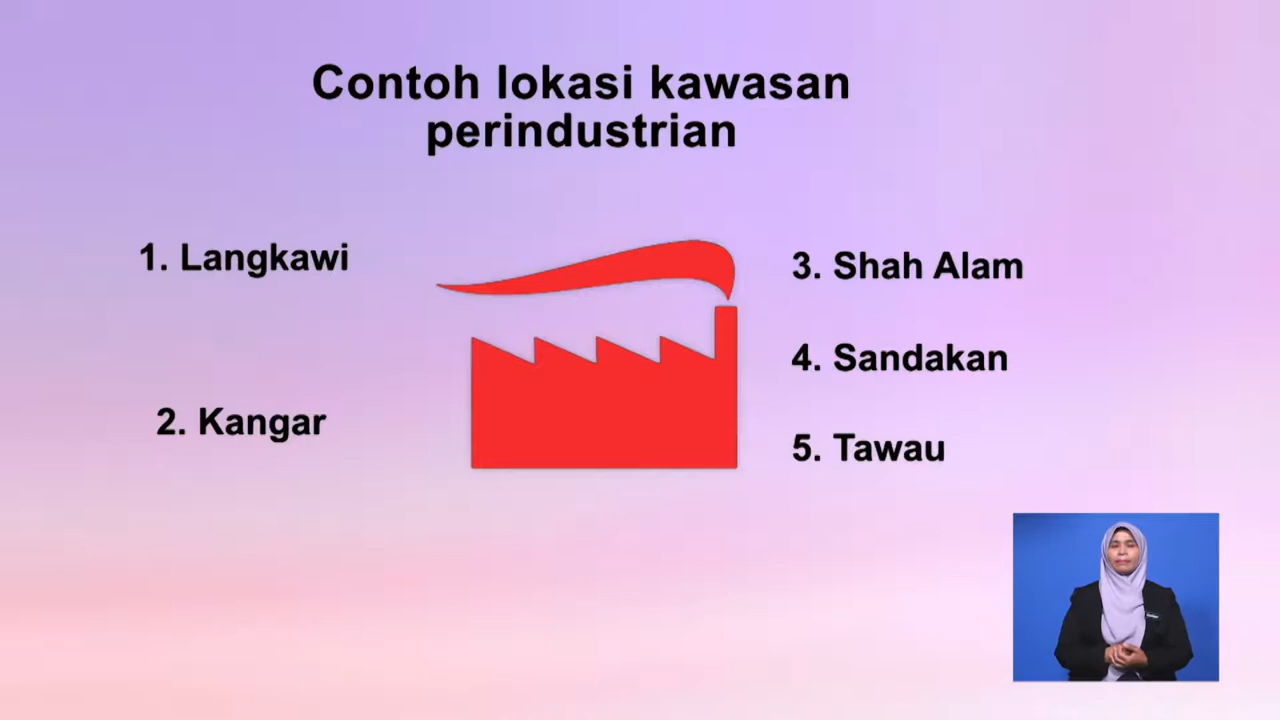 Contoh lokasi kawasan
perindustrian
1. Langkawi
2. Kangar
3. Shah Alam
4. Sandakan
5. Tawau